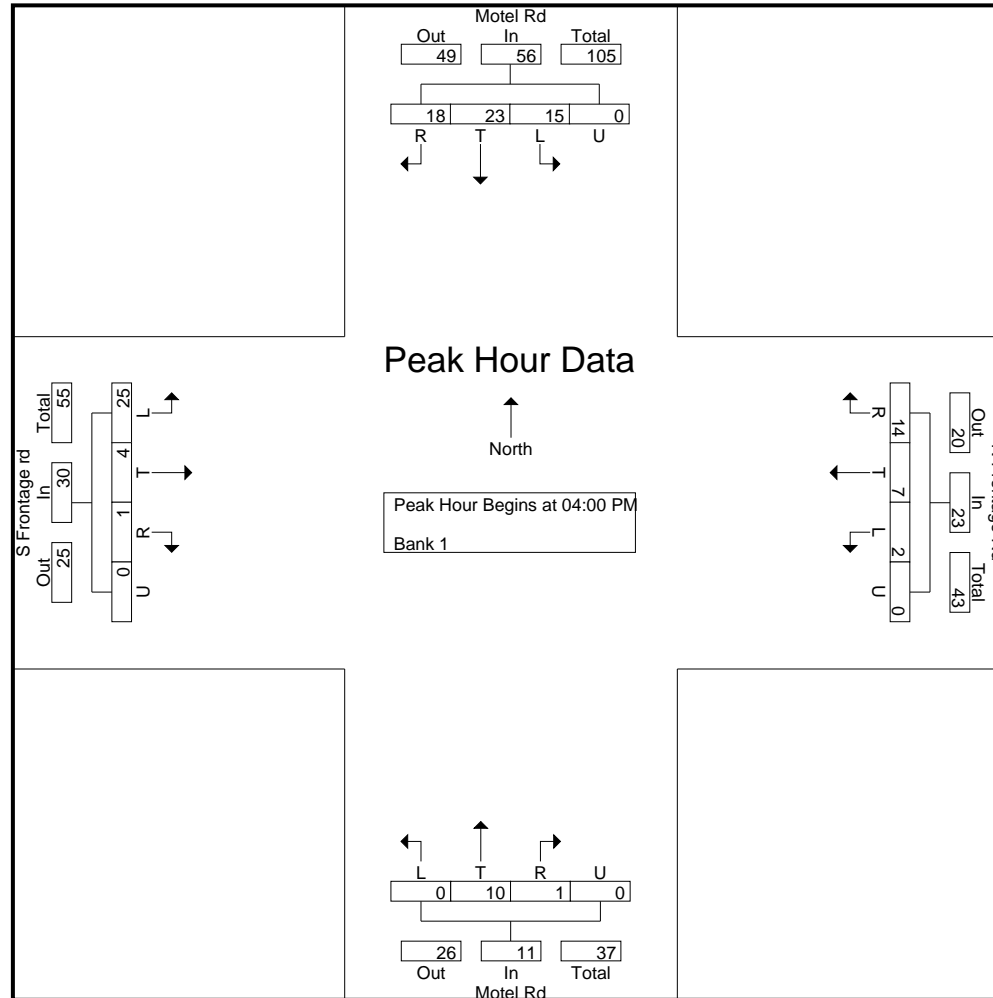 Motel Rd
Out In Total
49 56 105
18 23 15 0
R T L U
Peak Hour Data
North
Peak Hour Begins at 04:00 PM
Bank 1
S Frontage rd
Total In Out
55 30 25
25 4 1 0
L T R U
Out In Total
20 23 43
14 7 2 0
R T L U
L T R U
0 10 1 0
26 11 37
Out In Total
Motel Rd